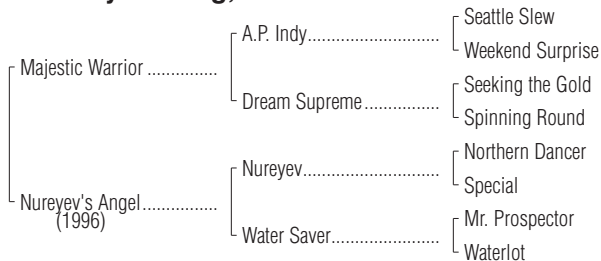 Seattle Slew
A.P. Indy
Weekend Surprise
Majestic Warrior
Seeking the Gold
Dream Supreme
Spinning Round
Northern Dancer
Nureyev
Special
Nureyev's Angel
(1996)
Mr. Prospector
Water Saver
Waterlot